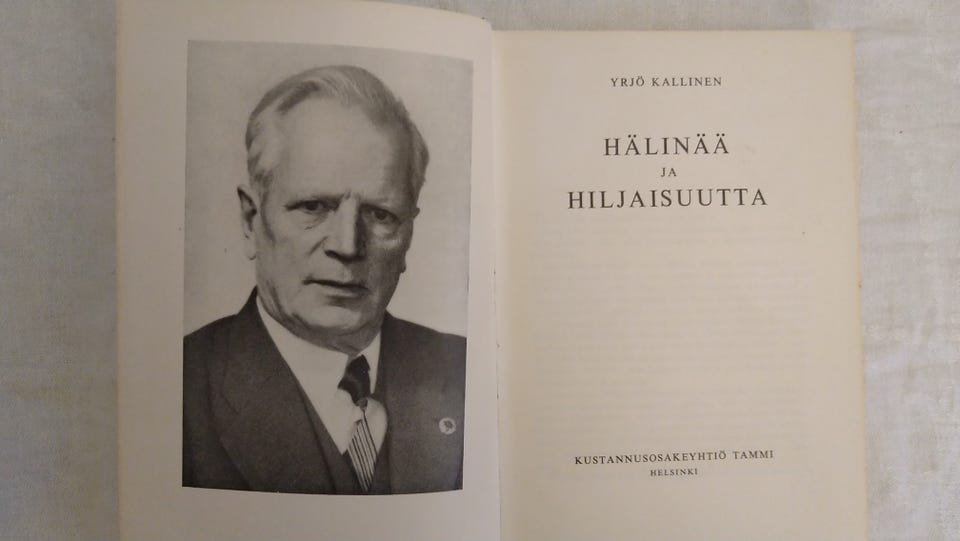 YRJÖ KALLINEN
HÄLINÄÄ
JA
HILJAISUUTTA
KUSTANNUSOSAKEYHTIÖ TAMMI
HELSINKI